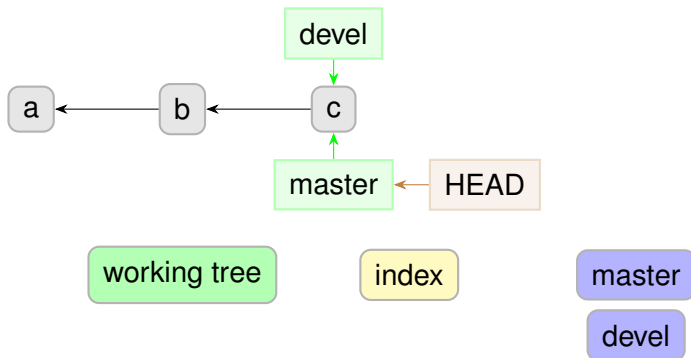 devel
a
b
c
master
HEAD
working tree
index
master
devel